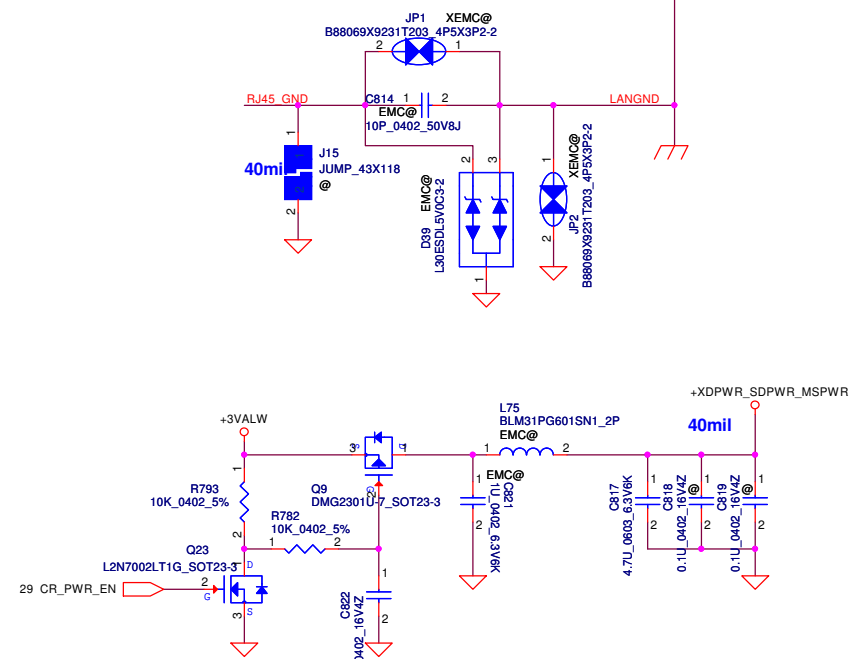 JP1 XEMC@
B88069X9231T203_4P5X3P2-2
2 1
RJ45_GND
C814 1 2
EMC@
10P_0402_50V8J
LANGND
1
J15
JUMP_43X118
@
40mil
1
2
2
D39
L30ESDL5V0C3-2
EMC@
2 3
1
1
2
JP2
XEMC@
B88069X9231T203_4P5X3P2-2
+XDPWR_SDPWR_MSPWR
40mil
+3VALW
L75
BLM31PG601SN1_2P
EMC@
1 2
3 S D 1
G 2
Q9
DMG2301U-7_SOT23-3
R793
10K_0402_5%
1
2
R782
10K_0402_5%
1 2
EMC@
C821
1U_0402_6.3V6K
1
2
C817
4.7U_0603_6.3V6K
1
2
C818
0.1U_0402_16V4Z
@
1
2
C819
0.1U_0402_16V4Z
@
1
2
Q23
L2N7002LT1G_SOT23-3
1 D
2 G
3 S
29 CR_PWR_EN
C822
0402_16V4Z
1
2